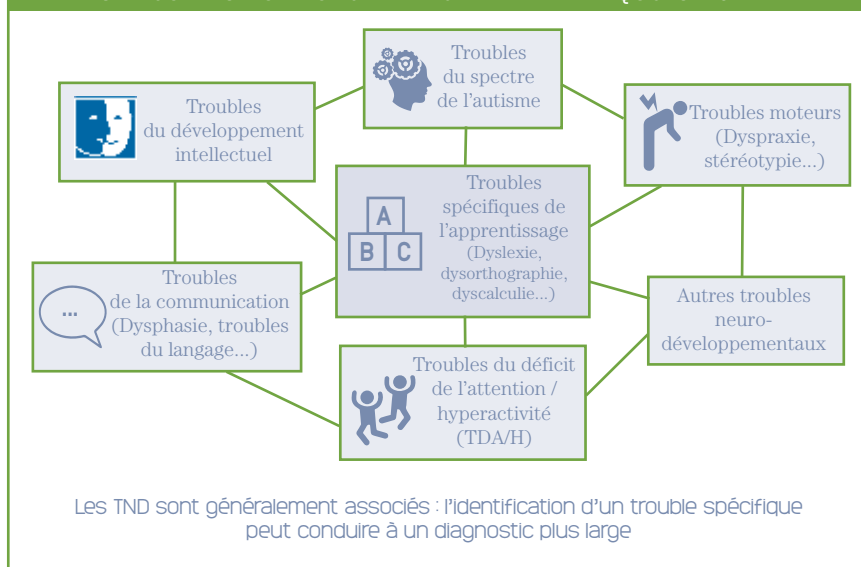 Troubles
du spectre
de l'autisme
Troubles
du développement
intellectuel
Troubles moteurs
(Dyspraxie,
stéréotypie...)
Troubles
spécifiques de
l'apprentissage
(Dyslexie,
dysorthographie,
dyscalculie...)
A
B C
Troubles
de la communication
(Dysphasie, troubles
du langage...)
...
Autres troubles
neuro-
développementaux
Troubles du déficit
de l'attention /
hyperactivité
(TDA/H)
Les TND sont généralement associés : l'identification d'un trouble spécifique
peut conduire à un diagnostic plus large